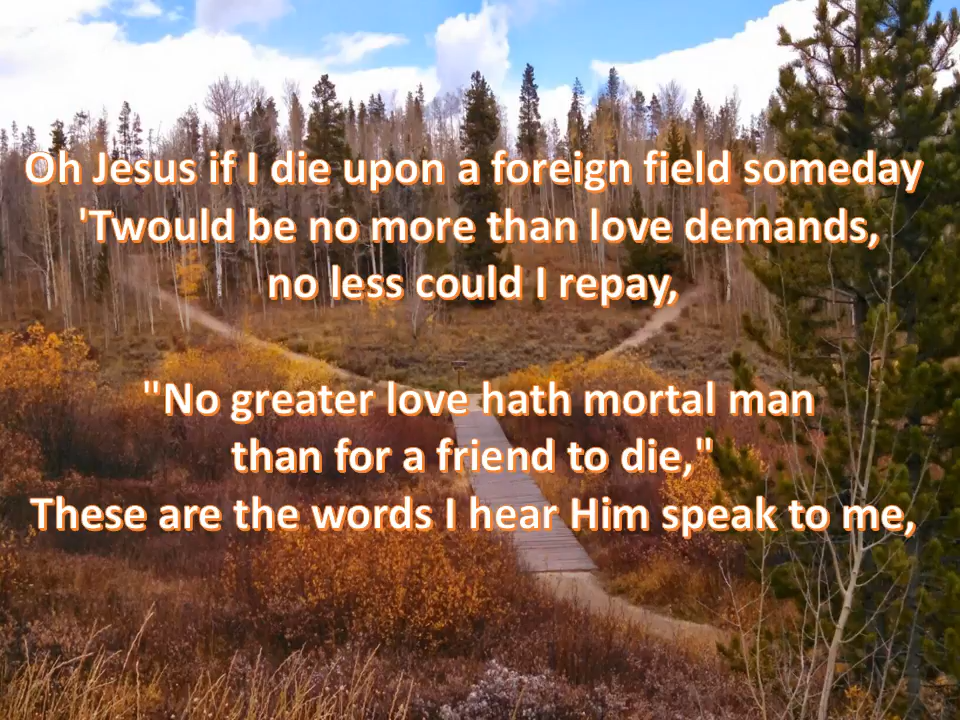 Oh Jesus if I die upon a foreign field someday
'Twould be no more than love demands,
no less could I repay,
"No greater love hath mortal man
than for a friend to die,"
These are the words I hear Him speak to me,